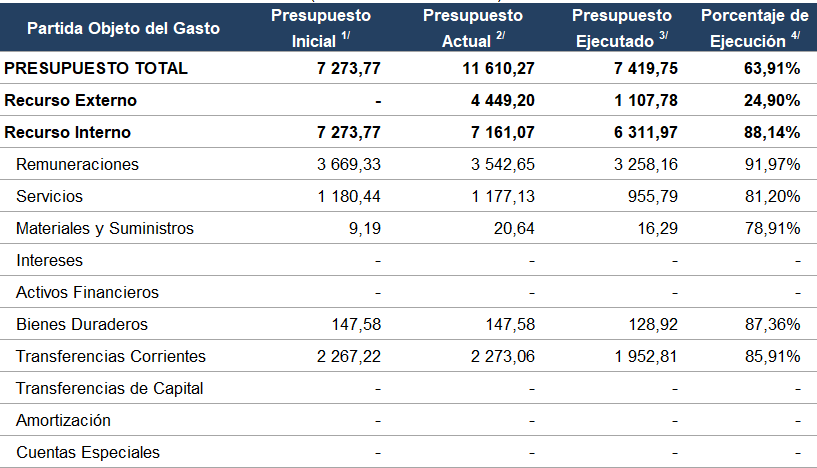 Partida Objeto del Gasto Presupuesto Inicial 1/ Presupuesto Actual 2/ Presupuesto Ejecutado 3/ Porcentaje de Ejecución 4/
PRESUPUESTO TOTAL 7 273,77 11 610,27 7 419,75 63,91%
Recurso Externo - 4 449,20 1 107,78 24,90%
Recurso Interno 7 273,77 7 161,07 6 311,97 88,14%
Remuneraciones 3 669,33 3 542,65 3 258,16 91,97%
Servicios 1 180,44 1 177,13 955,79 81,20%
Materiales y Suministros 9,19 20,64 16,29 78,91%
Intereses - - - -
Activos Financieros - - - -
Bienes Duraderos 147,58 147,58 128,92 87,36%
Transferencias Corrientes 2 267,22 2 273,06 1 952,81 85,91%
Transferencias de Capital - - - -
Amortización - - - -
Cuentas Especiales - - - -